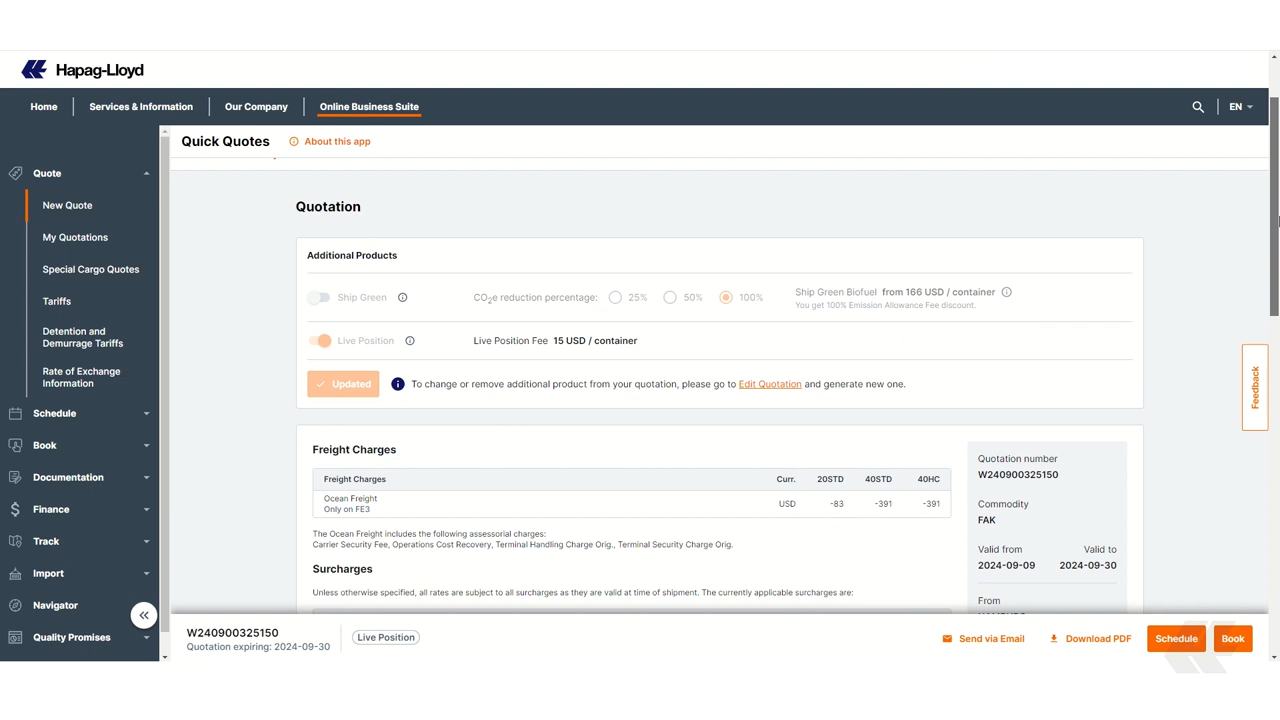 Hapag-Lloyd
Home
Services & Information
Our Company
Online Business Suite
EN
Quote
New Quote
My Quotations
Special Cargo Quotes
Tariffs
Detention and
Demurrage Tariffs
Rate of Exchange
Information
Schedule
Book
Documentation
Finance
Track
Import
Navigator
Quality Promises
Quick Quotes
About this app
Quotation
Additional Products
Ship Green
CO2e reduction percentage:
25%
50%
100%
Ship Green Biofuel from 166 USD / container
You get 100% Emission Allowance Fee discount.
Live Position
Live Position Fee 15 USD / container
Updated
To change or remove additional product from your quotation, please go to Edit Quotation and generate new one.
Freight Charges
Freight Charges Curr. 20STD 40STD 40HC
Ocean Freight
Only on FE3
USD -83 -391 -391
The Ocean Freight includes the following assessorial charges:
Carrier Security Fee, Operations Cost Recovery, Terminal Handling Charge Orig., Terminal Security Charge Orig.
Surcharges
Unless otherwise specified, all rates are subject to all surcharges as they are valid at time of shipment. The currently applicable surcharges are:
Quotation number
W240900325150
Commodity
FAK
Valid from Valid to
2024-09-09 2024-09-30
From
Feedback
W240900325150
Quotation expiring: 2024-09-30
Live Position
Send via Email
Download PDF
Schedule
Book